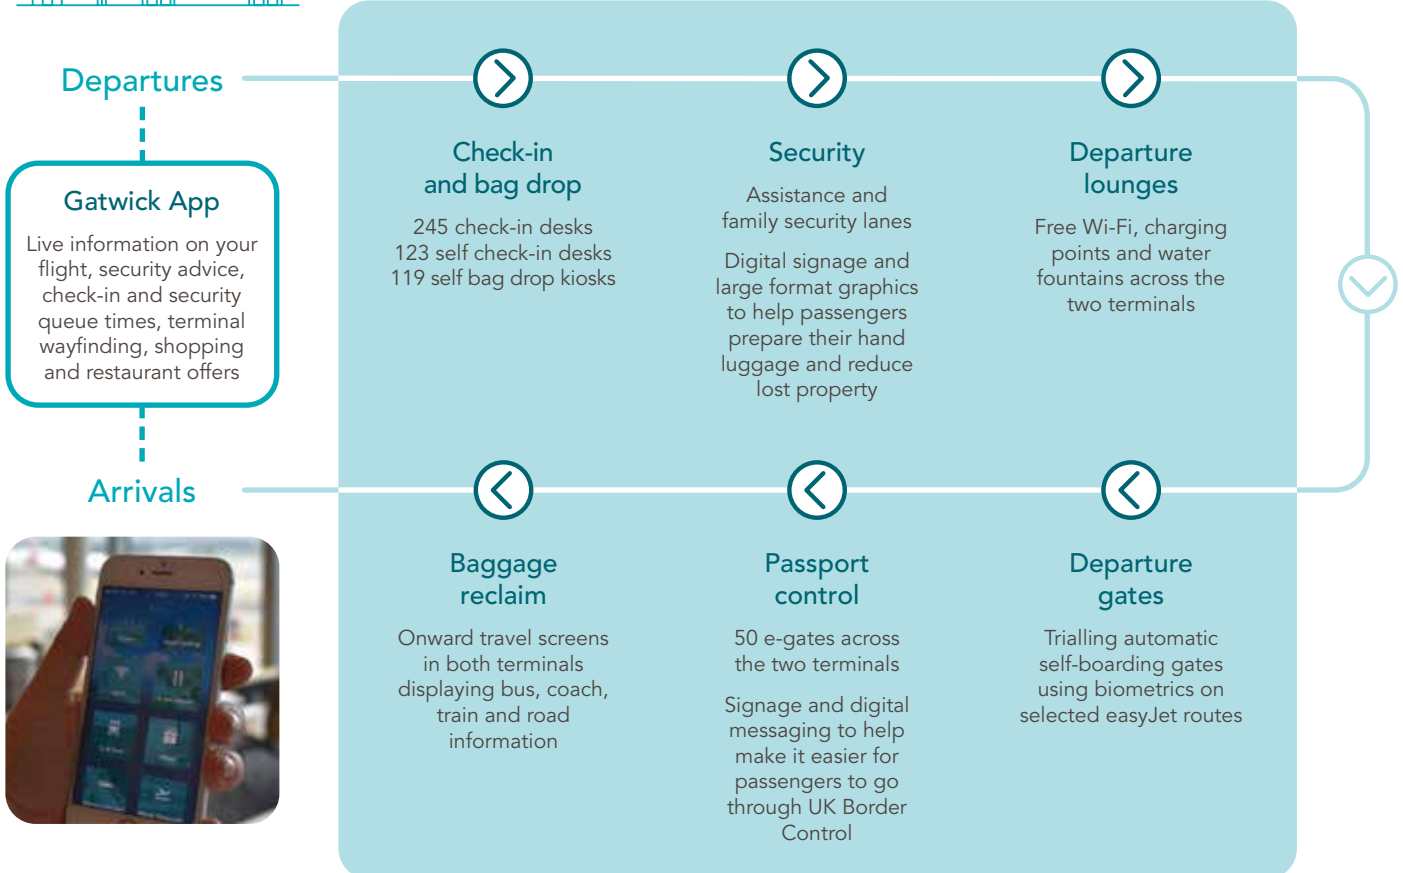 Departures
Gatwick App
Live information on your
flight, security advice,
check-in and security
queue times, terminal
wayfinding, shopping
and restaurant offers
Arrivals
Check-in
and bag drop
245 check-in desks
123 self check-in desks
119 self bag drop kiosks
Security
Assistance and
family security lanes
Digital signage and
large format graphics
to help passengers
prepare their hand
luggage and reduce
lost property
Departure
lounges
Free Wi-Fi, charging
points and water
fountains across the
two terminals
Baggage
reclaim
Onward travel screens
in both terminals
displaying bus, coach,
train and road
information
Passport
control
50 e-gates across
the two terminals
Signage and digital
messaging to help
make it easier for
passengers to go
through UK Border
Control
Departure
gates
Trialling automatic
self-boarding gates
using biometrics on
selected easyJet routes